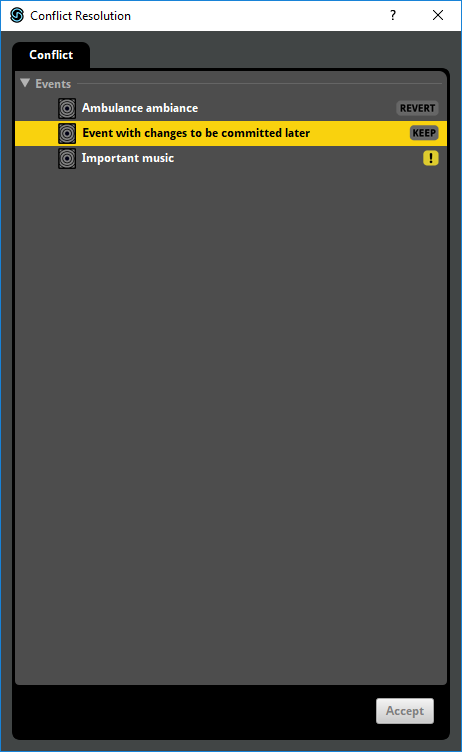 Conflict Resolution ?
Conflict
Events
Ambulance ambiance REVERT
Event with changes to be committed later KEEP
Important music !
Accept